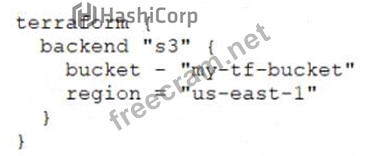 HashiCorp
terraform {
backend "s3" {
bucket - "my-tf-bucket"
region = "us-east-1"
}
}
freecram.net